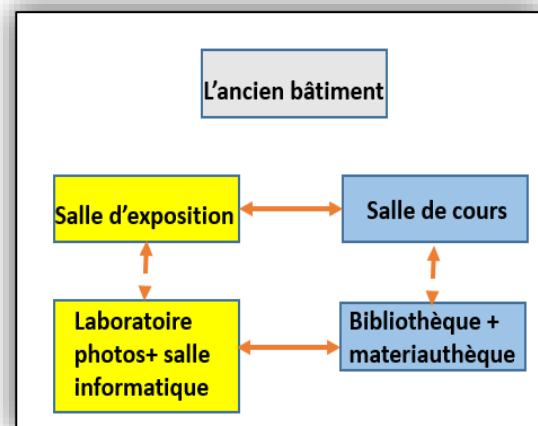 L'ancien bâtiment
Salle d'exposition
Salle de cours
Laboratoire
photos+ salle
informatique
Bibliothèque +
materiauthèque